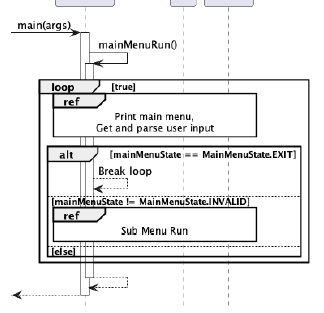 main(args)
mainMenuRun()
loop [true]
ref
Print main menu,
Get and parse user input
alt [mainMenuState == MainMenuState.EXIT]
Break loop
[mainMenuState != MainMenuState.INVALID]
ref
Sub Menu Run
[else]